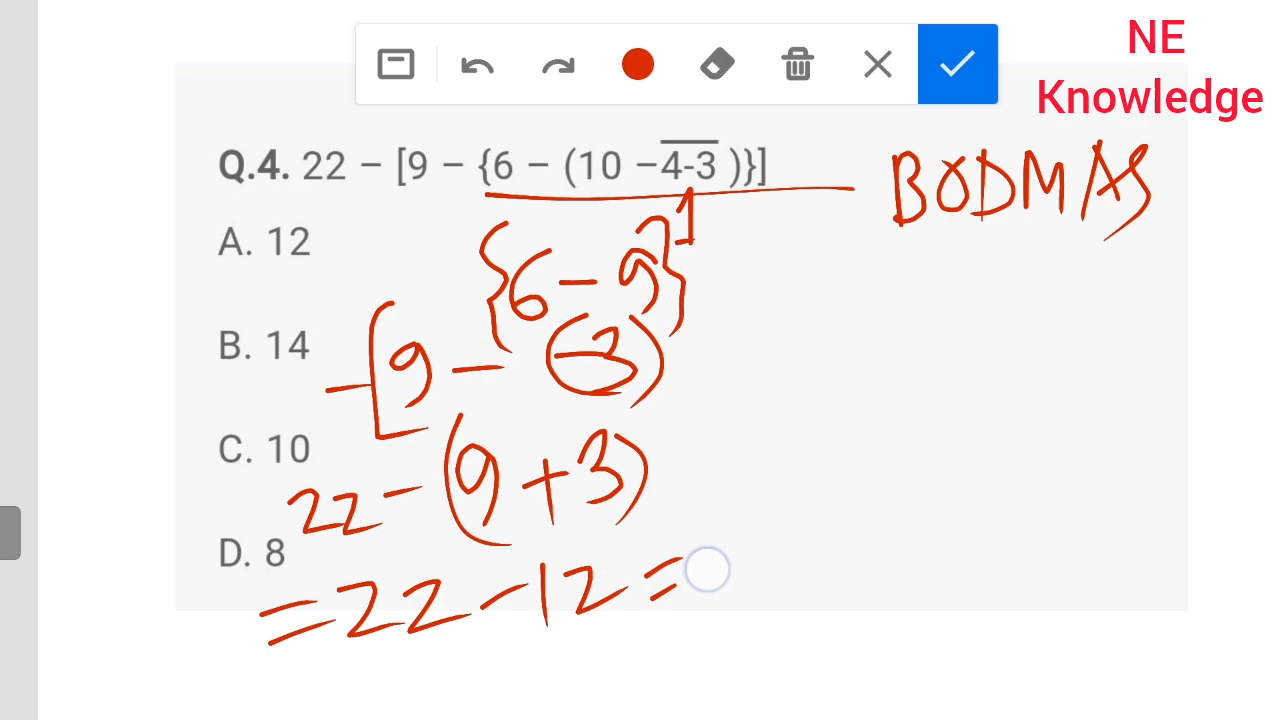 NE
Knowledge
Q.4. 22 – [9 – {6 – (10 –4-3 )}]
BODMAS
1
A. 12
{6 - 9}
B. 14
-[9 - (-3)
C. 10
22 - (9 + 3)
D. 8
= 22 - 12 =